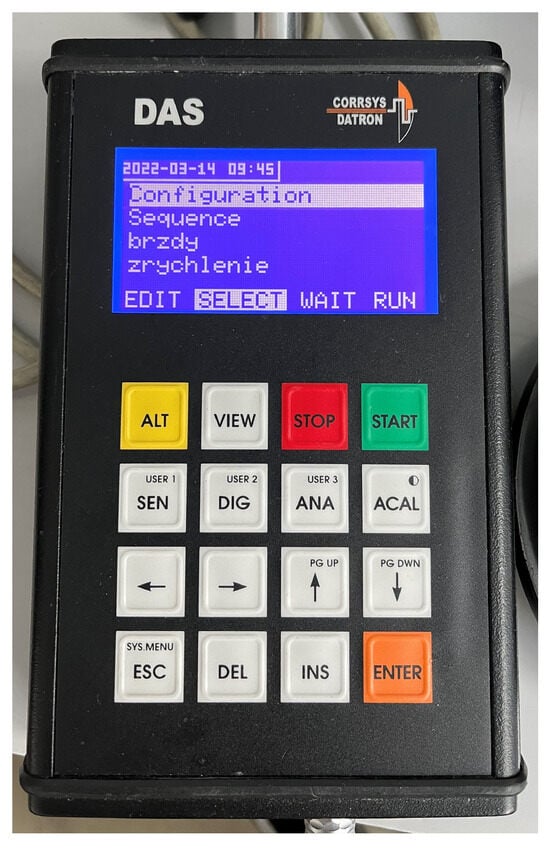 DAS
CORRSYS
DATRON
2022-03-14 09:45
Configuration
Sequence
brzdy
zrychlenie
EDIT SELECT WAIT RUN
ALT VIEW STOP START
USER 1 USER 2 USER 3
SEN DIG ANA ACAL
← → PG UP ↑ PG DWN ↓
SYS.MENU
ESC DEL INS ENTER